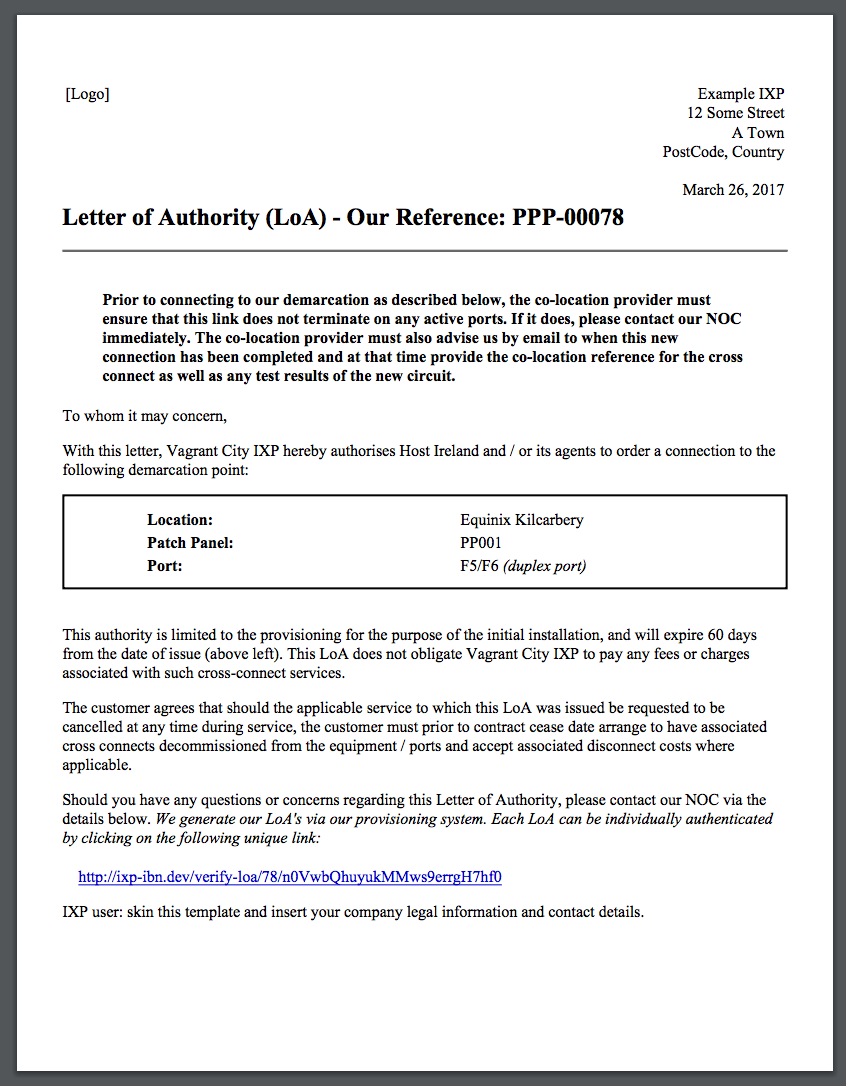 [Logo]
Example IXP
12 Some Street
A Town
PostCode, Country
March 26, 2017
Letter of Authority (LoA) - Our Reference: PPP-00078
Prior to connecting to our demarcation as described below, the co-location provider must
ensure that this link does not terminate on any active ports. If it does, please contact our NOC
immediately. The co-location provider must also advise us by email to when this new
connection has been completed and at that time provide the co-location reference for the cross
connect as well as any test results of the new circuit.
To whom it may concern,
With this letter, Vagrant City IXP hereby authorises Host Ireland and / or its agents to order a connection to the
following demarcation point:
Location: Equinix Kilcarbery
Patch Panel: PP001
Port: F5/F6 (duplex port)
This authority is limited to the provisioning for the purpose of the initial installation, and will expire 60 days
from the date of issue (above left). This LoA does not obligate Vagrant City IXP to pay any fees or charges
associated with such cross-connect services.
The customer agrees that should the applicable service to which this LoA was issued be requested to be
cancelled at any time during service, the customer must prior to contract cease date arrange to have associated
cross connects decommissioned from the equipment / ports and accept associated disconnect costs where
applicable.
Should you have any questions or concerns regarding this Letter of Authority, please contact our NOC via the
details below. We generate our LoA's via our provisioning system. Each LoA can be individually authenticated
by clicking on the following unique link:
http://ixp-ibn.dev/verify-loa/78/n0VwbQhuyukMMws9errgH7hf0
IXP user: skin this template and insert your company legal information and contact details.